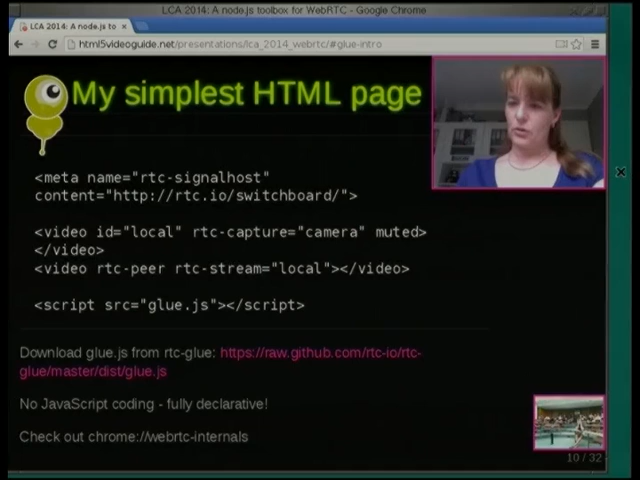 LCA 2014: A node.js toolbox for WebRTC - Google Chrome
LCA 2014: A node.js to
html5videoguide.net/presentations/lca_2014_webrtc/#glue-intro
My simplest HTML page
<meta name="rtc-signalhost"
content="http://rtc.io/switchboard/">
<video id="local" rtc-capture="camera" muted>
</video>
<video rtc-peer rtc-stream="local"></video>
<script src="glue.js"></script>
Download glue.js from rtc-glue: https://raw.github.com/rtc-io/rtc-
glue/master/dist/glue.js
No JavaScript coding - fully declarative!
Check out chrome://webrtc-internals
10 / 32